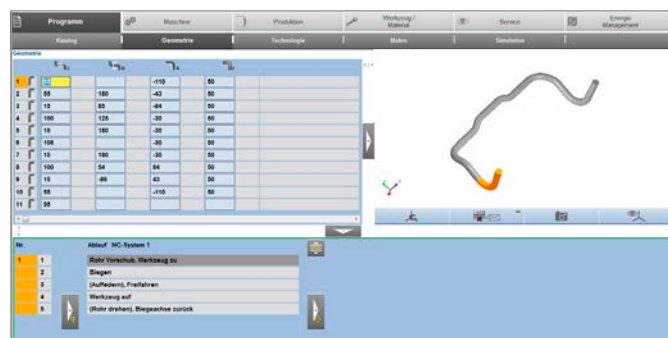 Programm Maschine Produktion Werkzeug / Material Service Energie Management
Katalog Geometrie Technologie Makro Simulation
Geometrie
1 -110 50
2 55 180 -43 50
3 15 85 -84 50
4 100 120 -30 50
5 15 180 -30 50
6 108 -30 50
7 15 180 -30 50
8 100 54 84 50
9 15 -86 43 50
10 55 -110 50
11 95
Nr. Ablauf NC-System 1
1 1 Rohr Vorschub, Werkzeug zu
2 Biegen
3 (Auffedern), Freifahren
4 Werkzeug auf
5 (Rohr drehen), Biegeachse zurück